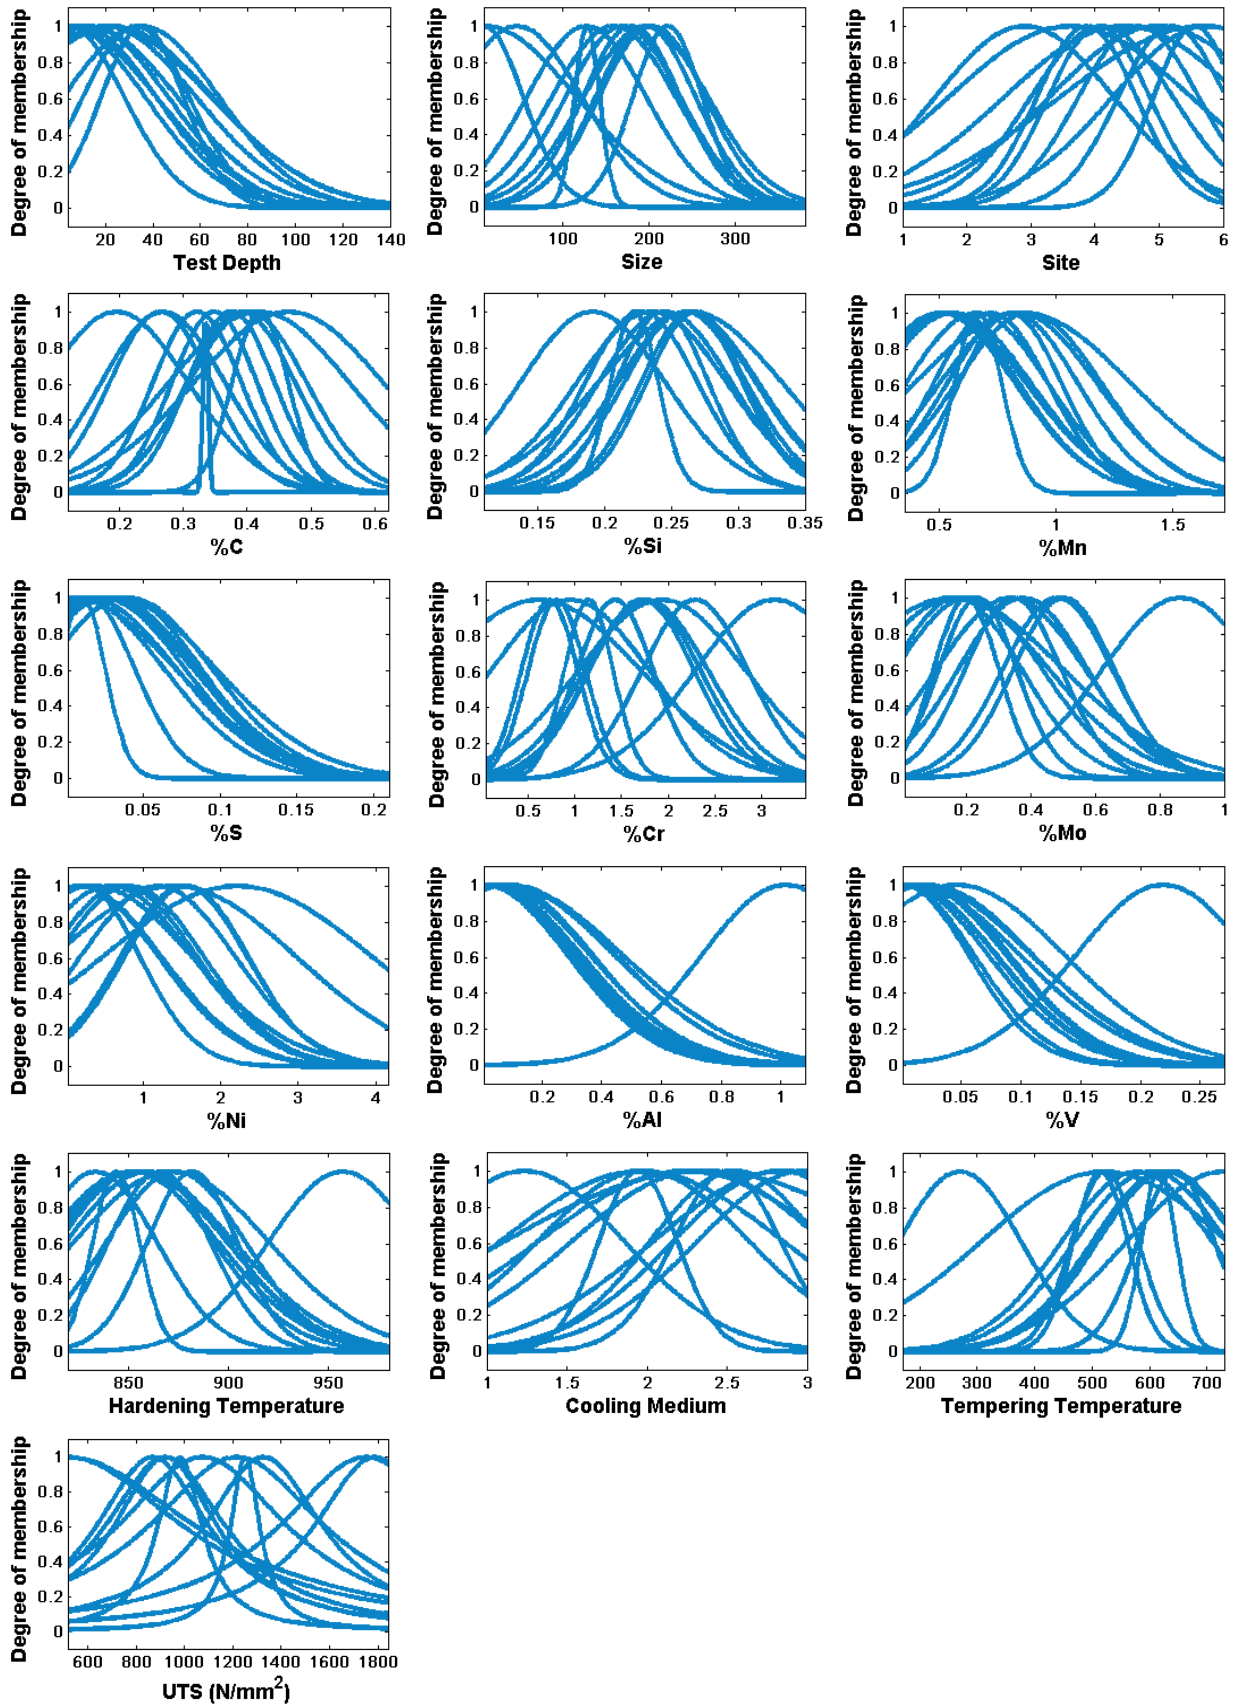 Degree of membership
1
0.8
0.6
0.4
0.2
0
20 40 60 80 100 120 140
Test Depth
Degree of membership
1
0.8
0.6
0.4
0.2
0
100 200 300
Size
Degree of membership
1
0.8
0.6
0.4
0.2
0
1 2 3 4 5 6
Site
Degree of membership
1
0.8
0.6
0.4
0.2
0
0.2 0.3 0.4 0.5 0.6
%C
Degree of membership
1
0.8
0.6
0.4
0.2
0
0.15 0.2 0.25 0.3 0.35
%Si
Degree of membership
1
0.8
0.6
0.4
0.2
0
0.5 1 1.5
%Mn
Degree of membership
1
0.8
0.6
0.4
0.2
0
0.05 0.1 0.15 0.2
%S
Degree of membership
1
0.8
0.6
0.4
0.2
0
0.5 1 1.5 2 2.5 3
%Cr
Degree of membership
1
0.8
0.6
0.4
0.2
0
0.2 0.4 0.6 0.8 1
%Mo
Degree of membership
1
0.8
0.6
0.4
0.2
0
1 2 3 4
%Ni
Degree of membership
1
0.8
0.6
0.4
0.2
0
0.2 0.4 0.6 0.8 1
%Al
Degree of membership
1
0.8
0.6
0.4
0.2
0
0.05 0.1 0.15 0.2 0.25
%V
Degree of membership
1
0.8
0.6
0.4
0.2
0
850 900 950
Hardening Temperature
Degree of membership
1
0.8
0.6
0.4
0.2
0
1 1.5 2 2.5 3
Cooling Medium
Degree of membership
1
0.8
0.6
0.4
0.2
0
200 300 400 500 600 700
Tempering Temperature
Degree of membership
1
0.8
0.6
0.4
0.2
0
600 800 1000 1200 1400 1600 1800
UTS (N/mm²)